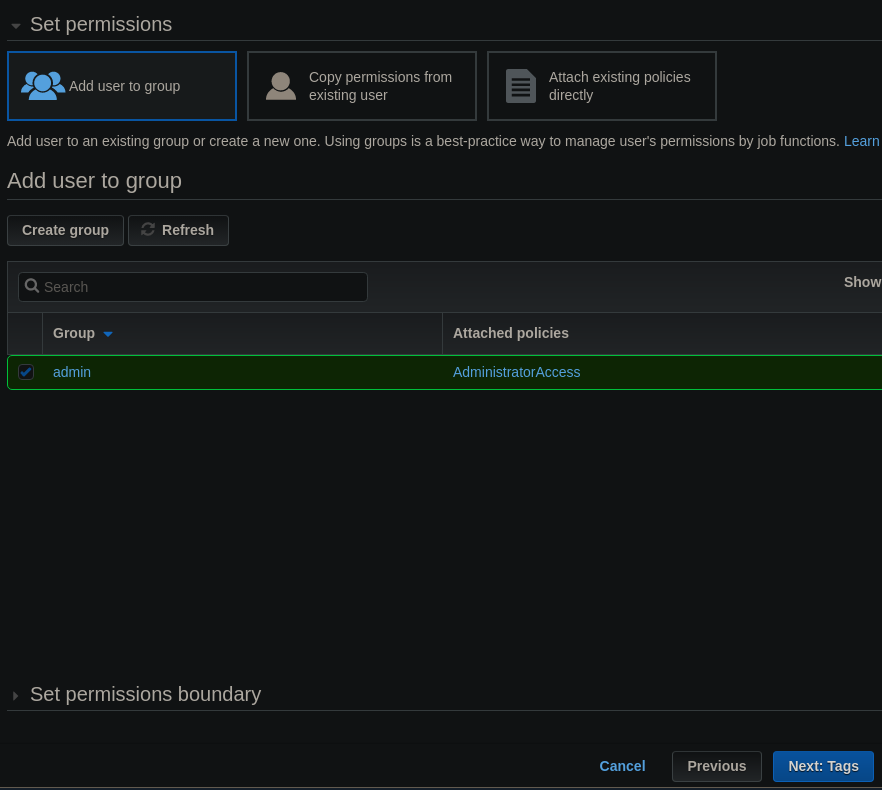 Set permissions
Add user to group
Copy permissions from
existing user
Attach existing policies
directly
Add user to an existing group or create a new one. Using groups is a best-practice way to manage user's permissions by job functions. Learn
Add user to group
Create group
Refresh
Search
Show
Group
Attached policies
admin
AdministratorAccess
Set permissions boundary
Cancel
Previous
Next: Tags